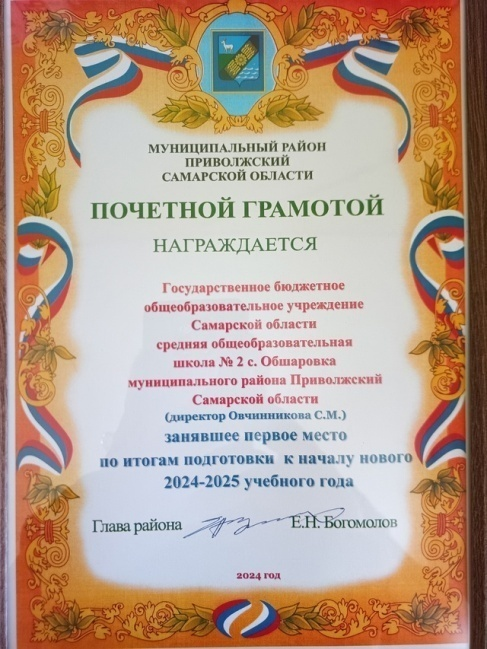 МУНИЦИПАЛЬНЫЙ РАЙОН
ПРИВОЛЖСКИЙ
САМАРСКОЙ ОБЛАСТИ
ПОЧЕТНОЙ ГРАМОТОЙ
НАГРАЖДАЕТСЯ
Государственное бюджетное
общеобразовательное учреждение
Самарской области
средняя общеобразовательная
школа № 2 с. Обшаровка
муниципального района Приволжский
Самарской области
(директор Овчинникова С.М.)
занявшее первое место
по итогам подготовки к началу нового
2024-2025 учебного года
Глава района Е.Н. Богомолов
2024 год